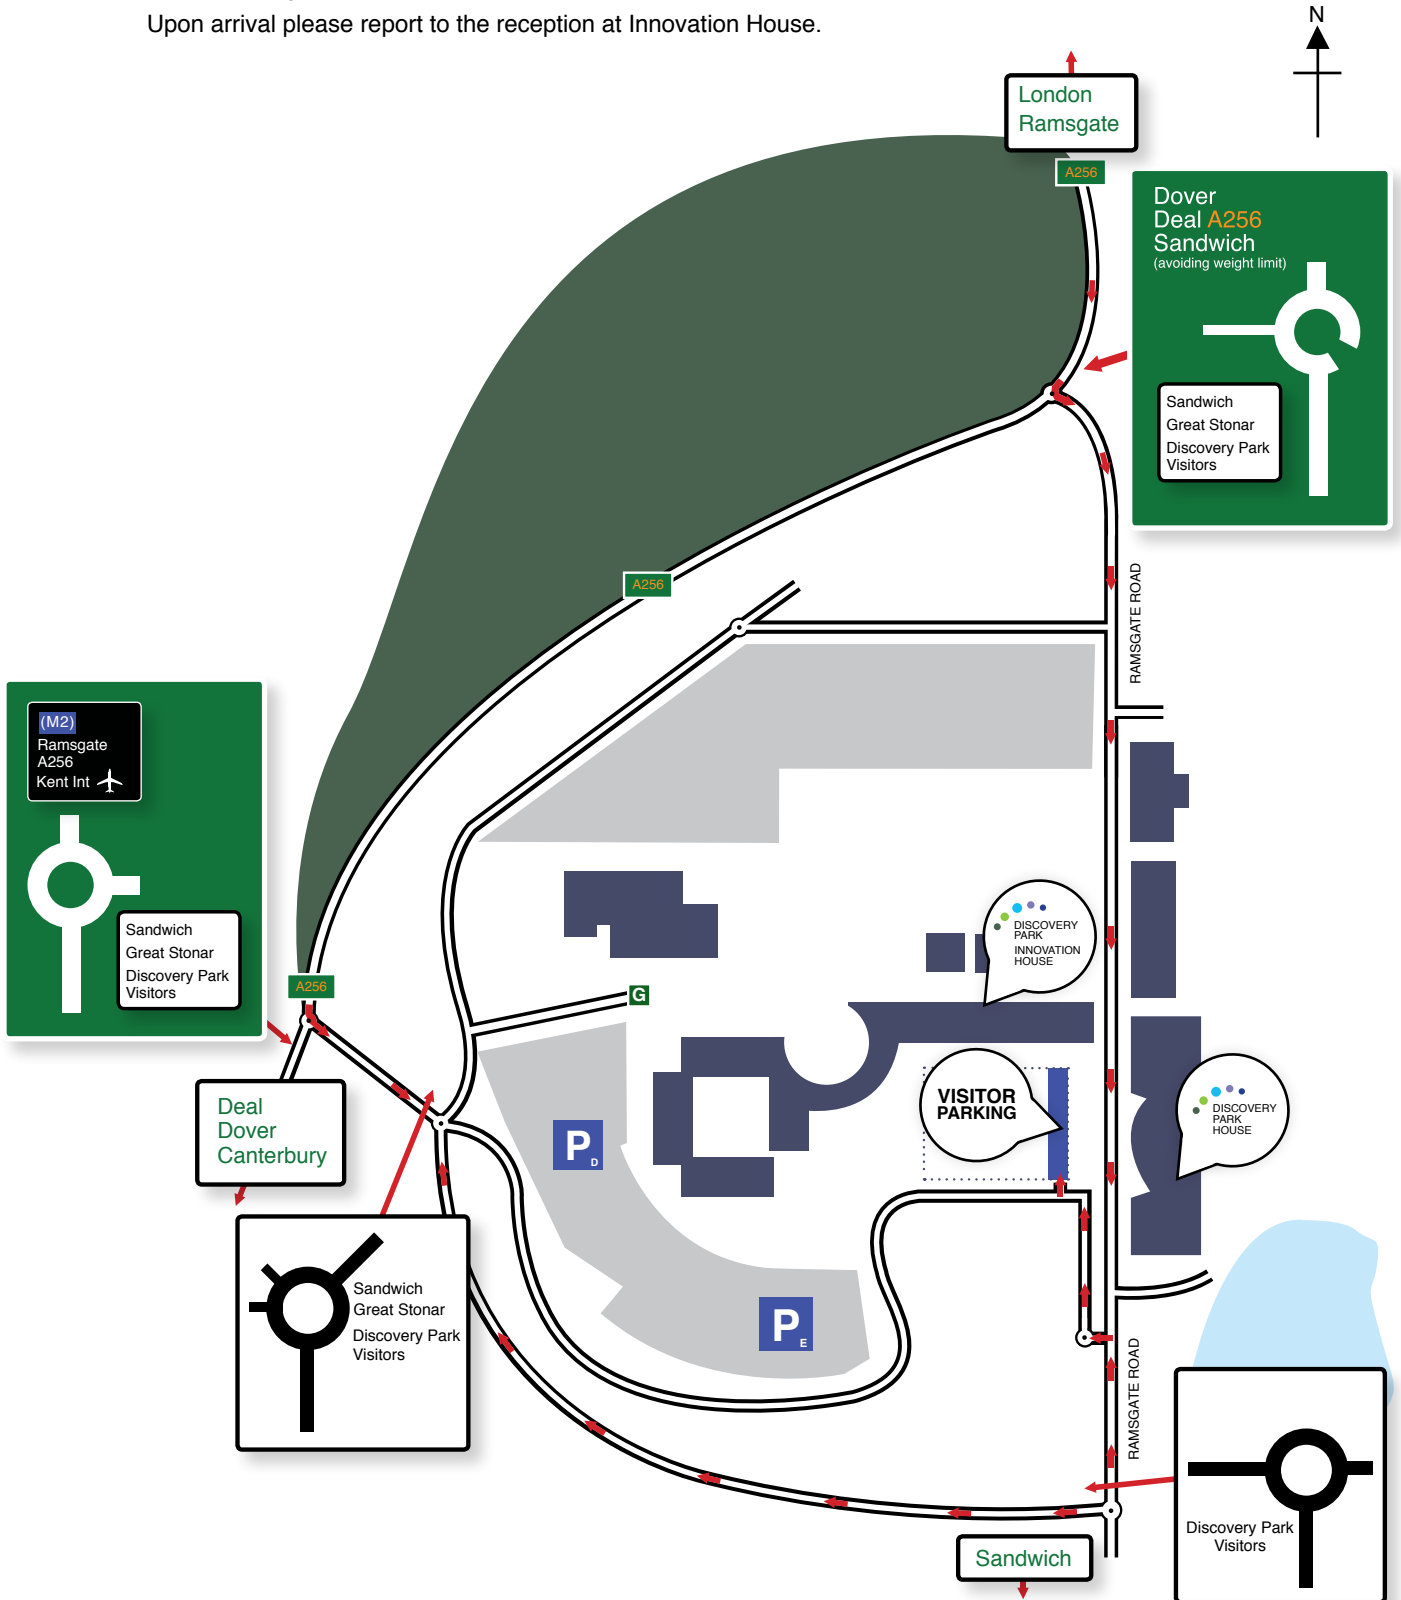 Upon arrival please report to the reception at Innovation House.
N
London
Ramsgate
A256
Dover
Deal A256
Sandwich
(avoiding weight limit)
Sandwich
Great Stonar
Discovery Park
Visitors
A256
RAMSGATE ROAD
(M2)
Ramsgate
A256
Kent Int
Sandwich
Great Stonar
Discovery Park
Visitors
DISCOVERY
PARK
INNOVATION
HOUSE
A256
G
Deal
Dover
Canterbury
VISITOR
PARKING
DISCOVERY
PARK
HOUSE
P
D
Sandwich
Great Stonar
Discovery Park
Visitors
P
E
RAMSGATE ROAD
Discovery Park
Visitors
Sandwich